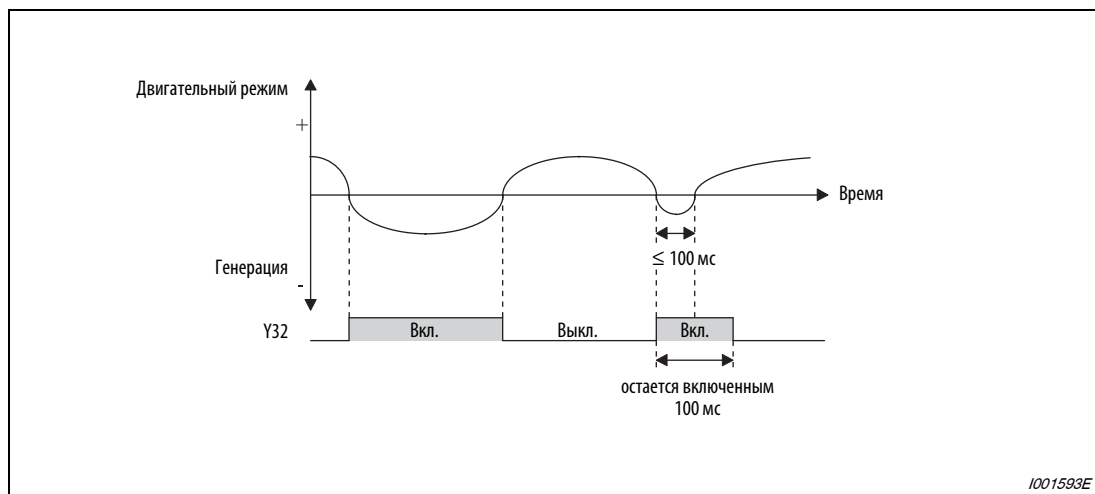 Двигательный режим
+
Время
≤ 100 мс
Генерация
-
Y32
Вкл.
Выкл.
Вкл.
остается включенным
100 мс
I001593E